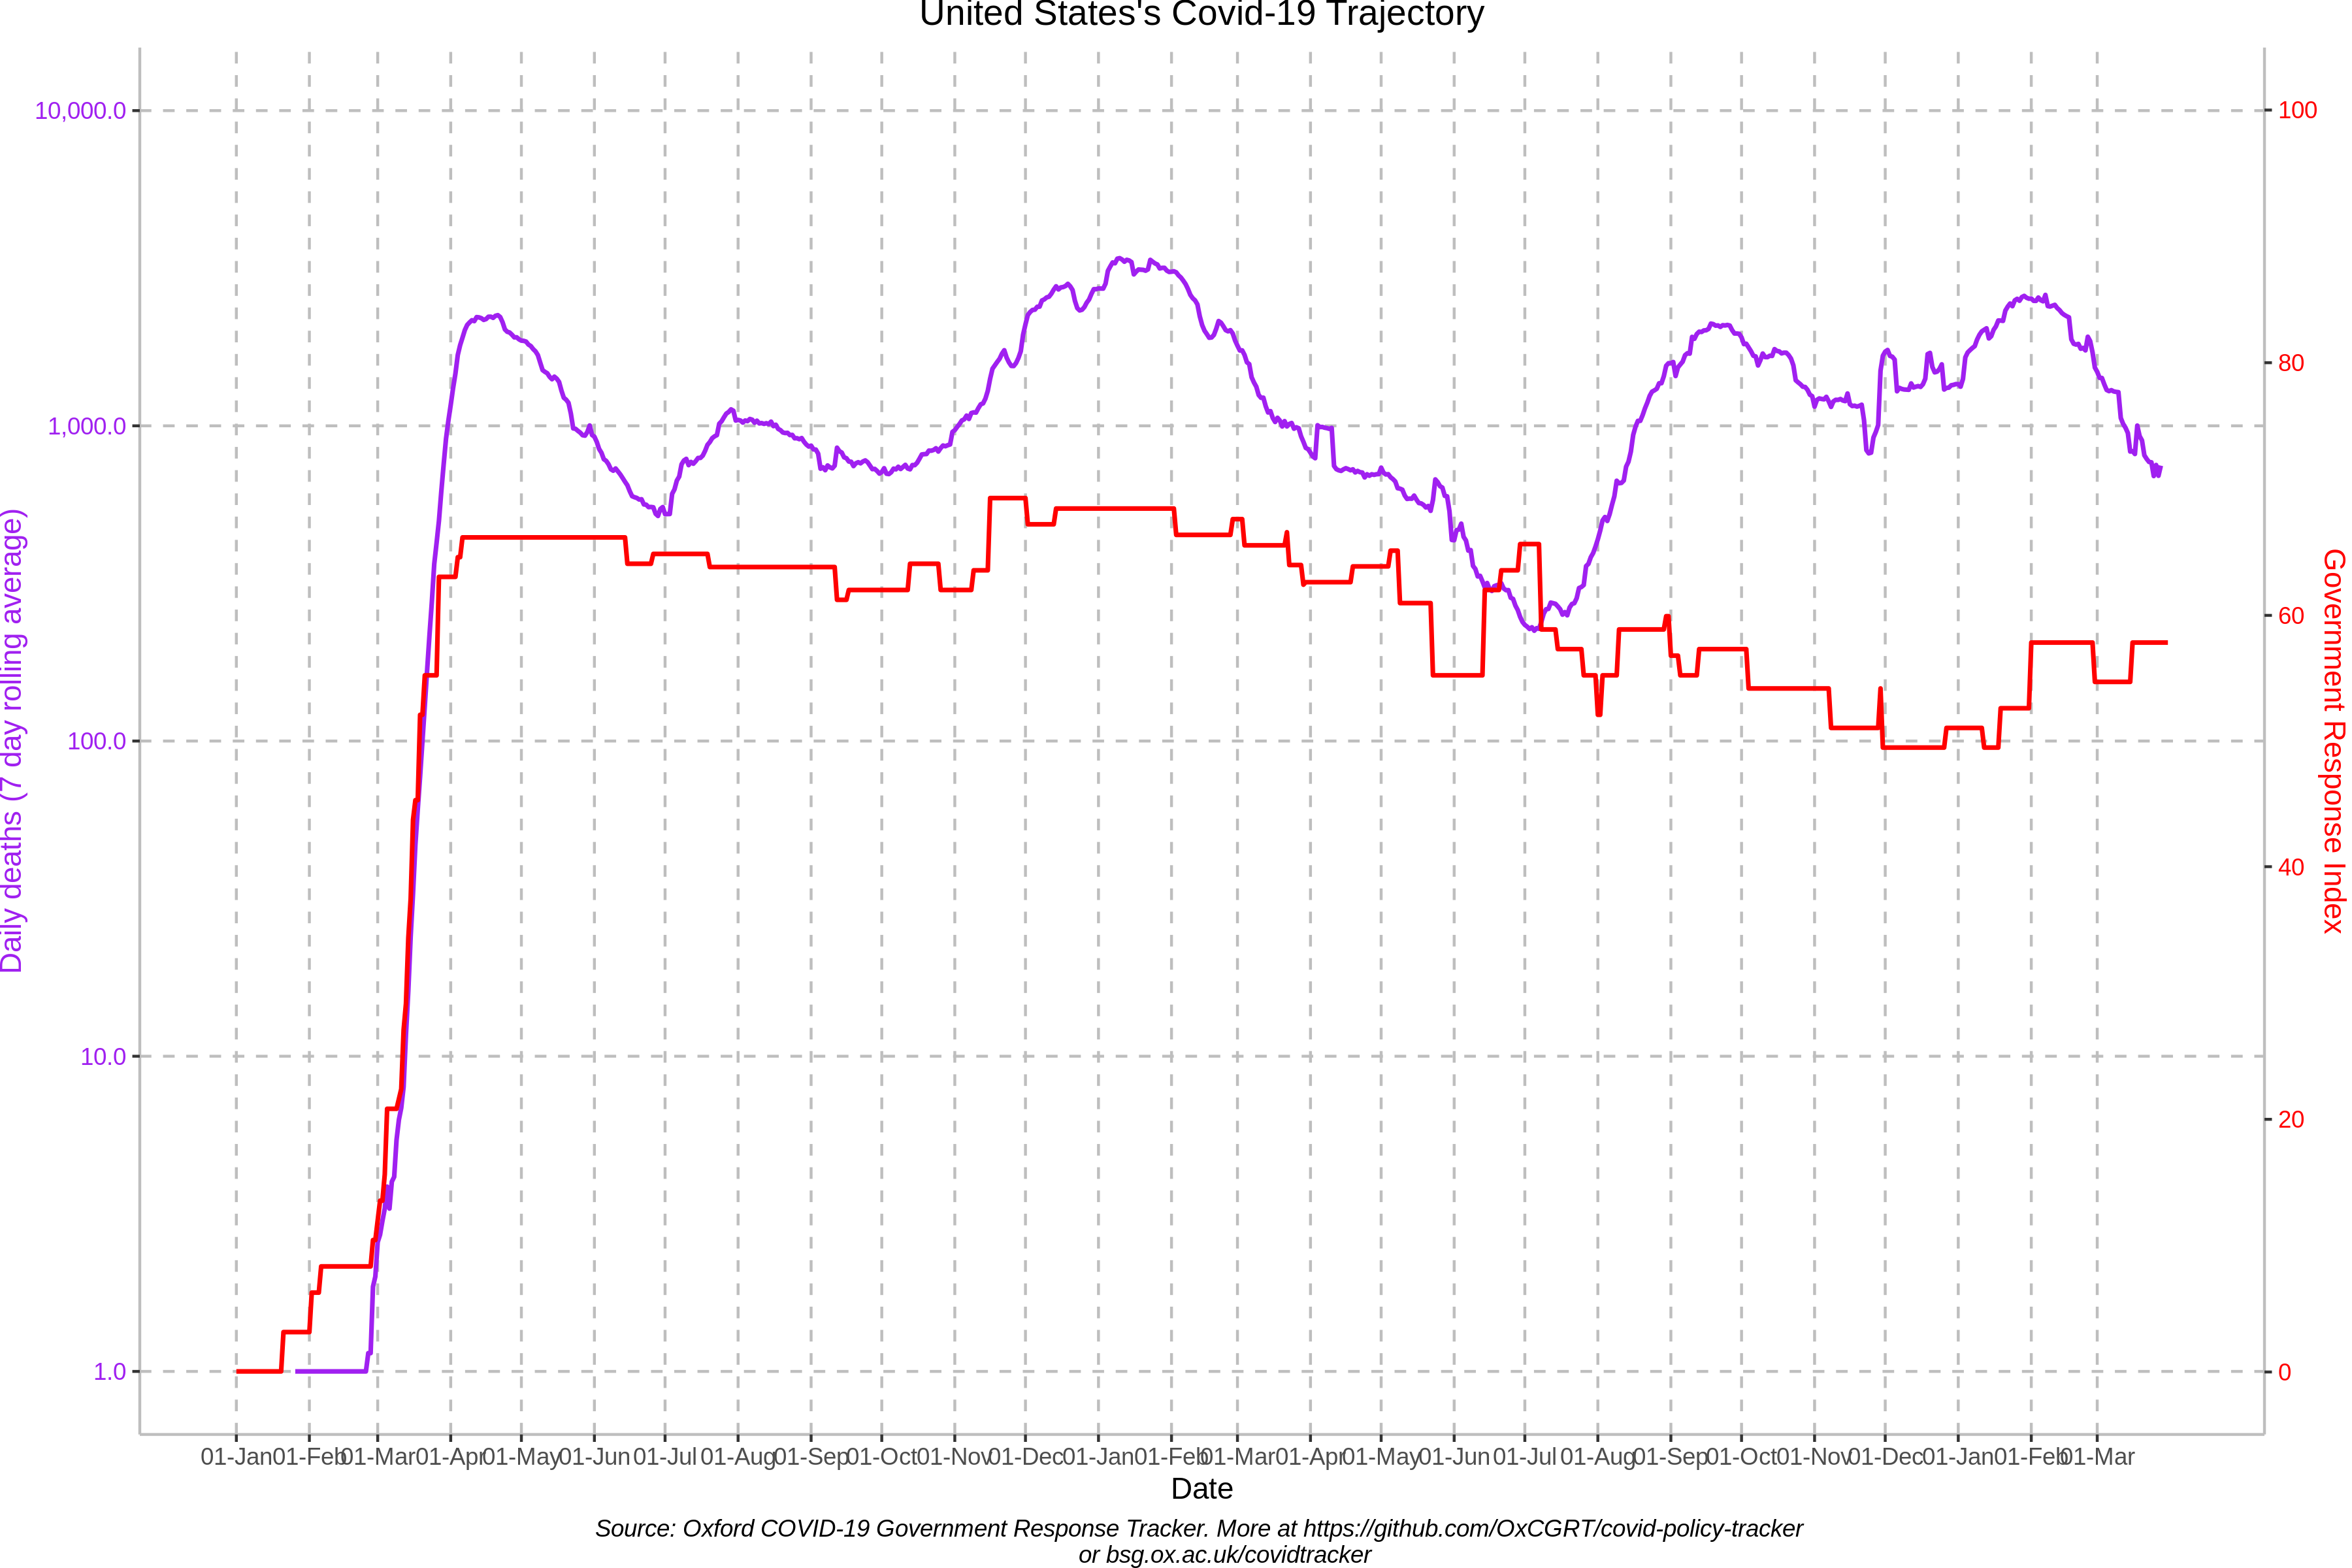 United States's Covid-19 Trajectory
10,000.0
1,000.0
100.0
10.0
1.0
Daily deaths (7 day rolling average)
100
80
60
40
20
0
Government Response Index
01-Jan 01-Feb 01-Mar 01-Apr 01-May 01-Jun 01-Jul 01-Aug 01-Sep 01-Oct 01-Nov 01-Dec 01-Jan 01-Feb 01-Mar 01-Apr 01-May 01-Jun 01-Jul 01-Aug 01-Sep 01-Oct 01-Nov 01-Dec 01-Jan 01-Feb 01-Mar
Date
Source: Oxford COVID-19 Government Response Tracker. More at https://github.com/OxCGRT/covid-policy-tracker
or bsg.ox.ac.uk/covidtracker